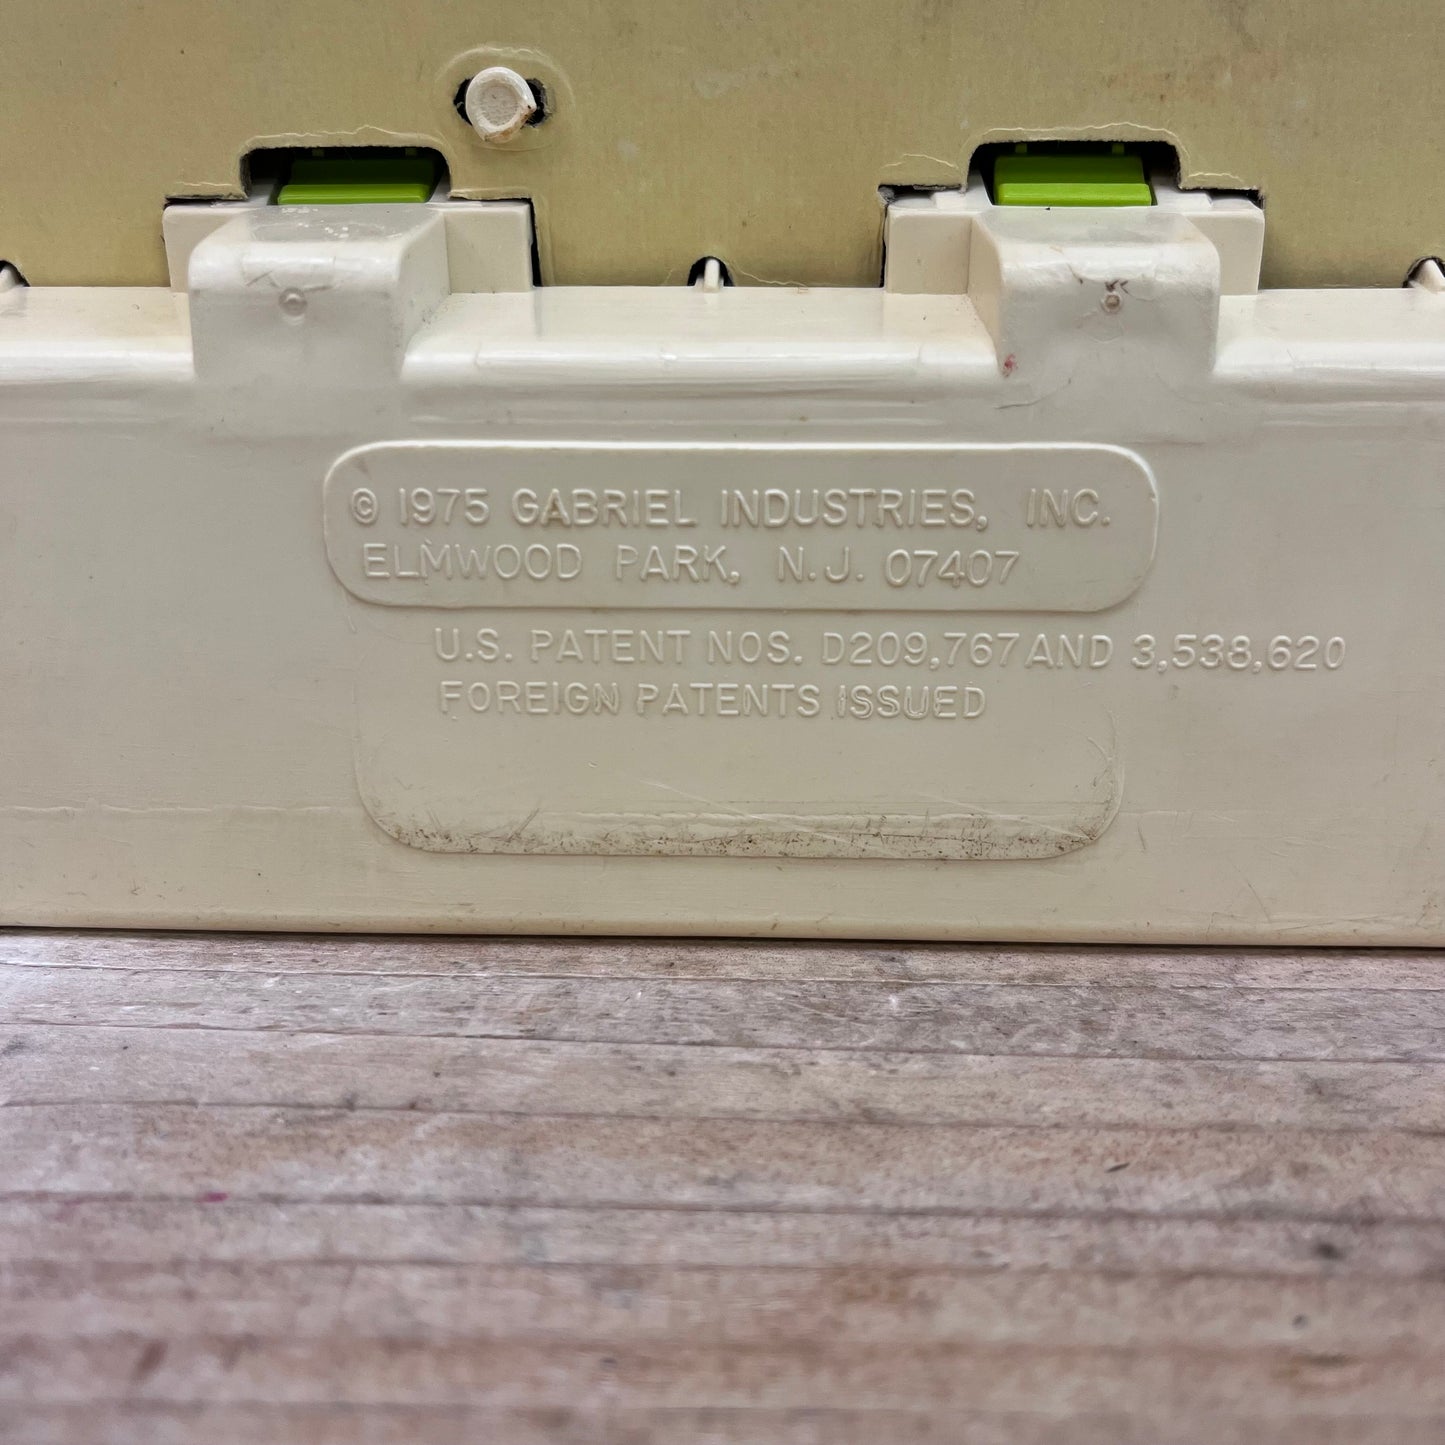 © 1975 GABRIEL INDUSTRIES, INC.
ELMWOOD PARK, N.J. 07407
U.S. PATENT NOS. D209,767 AND 3,538,620
FOREIGN PATENTS ISSUED